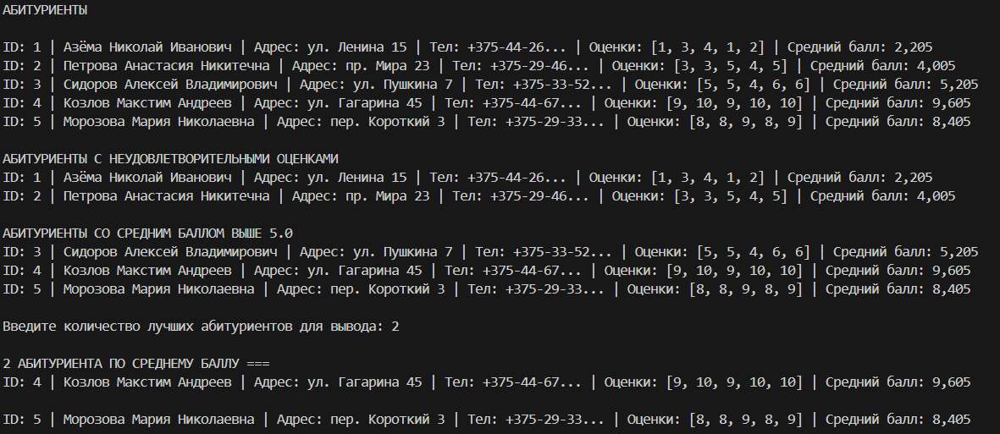 АБИТУРИЕНТЫ
ID: 1 | Азёма Николай Иванович | Адрес: ул. Ленина 15 | Тел: +375-44-26... | Оценки: [1, 3, 4, 1, 2] | Средний балл: 2,205
ID: 2 | Петрова Анастасия Никитечна | Адрес: пр. Мира 23 | Тел: +375-29-46... | Оценки: [3, 3, 5, 4, 5] | Средний балл: 4,005
ID: 3 | Сидоров Алексей Владимирович | Адрес: ул. Пушкина 7 | Тел: +375-33-52... | Оценки: [5, 5, 4, 6, 6] | Средний балл: 5,205
ID: 4 | Козлов Макстим Андреев | Адрес: ул. Гагарина 45 | Тел: +375-44-67... | Оценки: [9, 10, 9, 10, 10] | Средний балл: 9,605
ID: 5 | Морозова Мария Николаевна | Адрес: пер. Короткий 3 | Тел: +375-29-33... | Оценки: [8, 8, 9, 8, 9] | Средний балл: 8,405
АБИТУРИЕНТЫ С НЕУДОВЛЕТВОРИТЕЛЬНЫМИ ОЦЕНКАМИ
ID: 1 | Азёма Николай Иванович | Адрес: ул. Ленина 15 | Тел: +375-44-26... | Оценки: [1, 3, 4, 1, 2] | Средний балл: 2,205
ID: 2 | Петрова Анастасия Никитечна | Адрес: пр. Мира 23 | Тел: +375-29-46... | Оценки: [3, 3, 5, 4, 5] | Средний балл: 4,005
АБИТУРИЕНТЫ СО СРЕДНИМ БАЛЛОМ ВЫШЕ 5.0
ID: 3 | Сидоров Алексей Владимирович | Адрес: ул. Пушкина 7 | Тел: +375-33-52... | Оценки: [5, 5, 4, 6, 6] | Средний балл: 5,205
ID: 4 | Козлов Макстим Андреев | Адрес: ул. Гагарина 45 | Тел: +375-44-67... | Оценки: [9, 10, 9, 10, 10] | Средний балл: 9,605
ID: 5 | Морозова Мария Николаевна | Адрес: пер. Короткий 3 | Тел: +375-29-33... | Оценки: [8, 8, 9, 8, 9] | Средний балл: 8,405
Введите количество лучших абитуриентов для вывода: 2
2 АБИТУРИЕНТА ПО СРЕДНЕМУ БАЛЛУ ===
ID: 4 | Козлов Макстим Андреев | Адрес: ул. Гагарина 45 | Тел: +375-44-67... | Оценки: [9, 10, 9, 10, 10] | Средний балл: 9,605
ID: 5 | Морозова Мария Николаевна | Адрес: пер. Короткий 3 | Тел: +375-29-33... | Оценки: [8, 8, 9, 8, 9] | Средний балл: 8,405